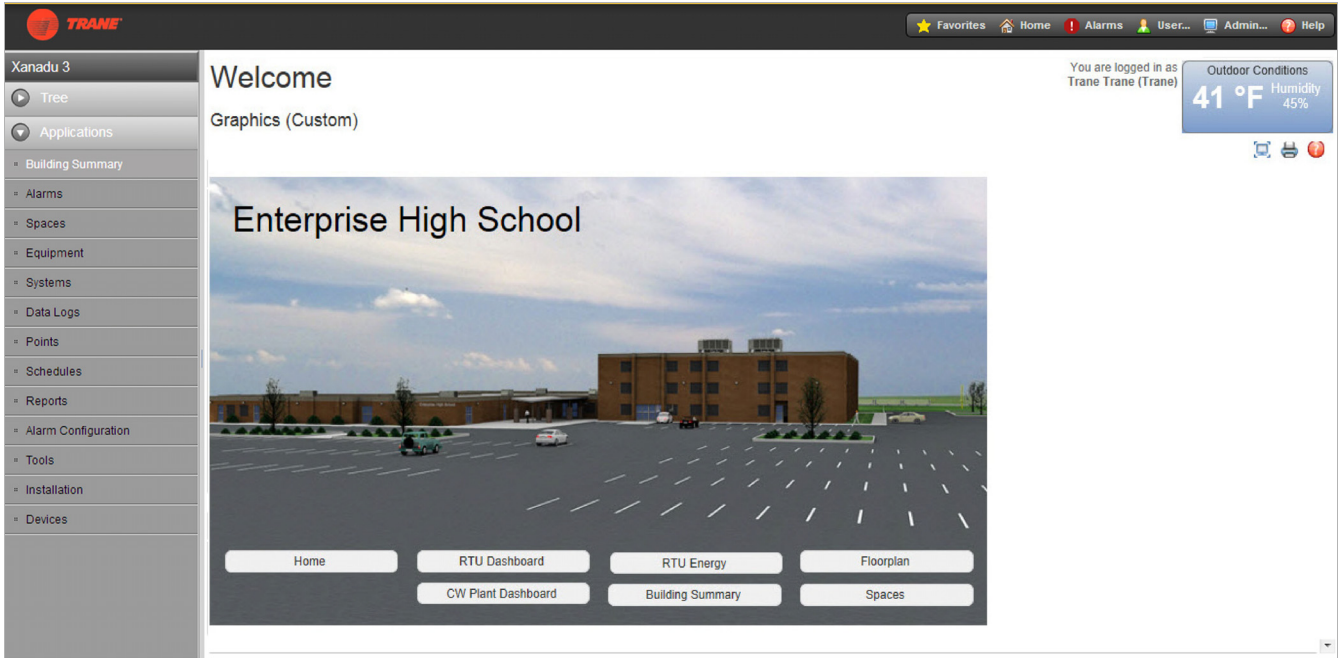 TRANE
Favorites Home Alarms User... Admin... Help
Xanadu 3
Tree
Applications
Building Summary
Alarms
Spaces
Equipment
Systems
Data Logs
Points
Schedules
Reports
Alarm Configuration
Tools
Installation
Devices
Welcome
Graphics (Custom)
You are logged in as
Trane Trane (Trane)
Outdoor Conditions
41 °F Humidity
45%
Enterprise High School
Home RTU Dashboard RTU Energy Floorplan
CW Plant Dashboard Building Summary Spaces